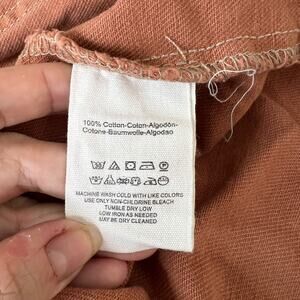 100% Cotton-Coton-Algodón-
Cotone-Baumwolle-Algodao
MACHINE WASH COLD WITH LIKE COLORS
USE ONLY NON-CHLORINE BLEACH
TUMBLE DRY LOW
LOW IRON AS NEEDED
MAY BE DRY CLEANED